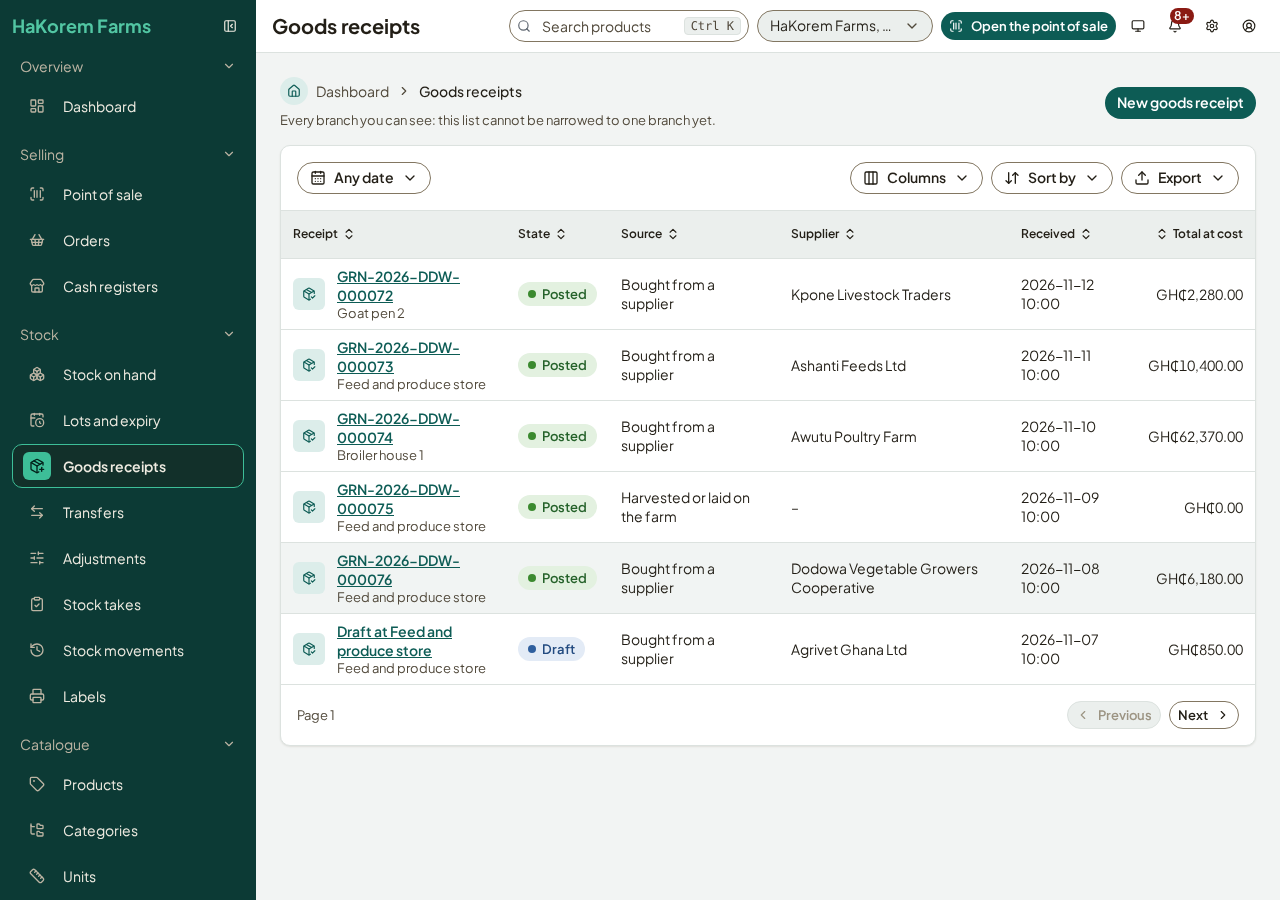 HaKorem Farms
Overview
Dashboard
Selling
Point of sale
Orders
Cash registers
Stock
Stock on hand
Lots and expiry
Goods receipts
Transfers
Adjustments
Stock takes
Stock movements
Labels
Catalogue
Products
Categories
Units
Goods receipts
Search products
Ctrl K
HaKorem Farms, …
Open the point of sale
8+
Dashboard
Goods receipts
Every branch you can see: this list cannot be narrowed to one branch yet.
New goods receipt
Any date
Columns
Sort by
Export
Receipt
State
Source
Supplier
Received
Total at cost
GRN-2026-DDW-
000072
Goat pen 2
Posted
Bought from a
supplier
Kpone Livestock Traders
2026-11-12
10:00
GH₵2,280.00
GRN-2026-DDW-
000073
Feed and produce store
Posted
Bought from a
supplier
Ashanti Feeds Ltd
2026-11-11
10:00
GH₵10,400.00
GRN-2026-DDW-
000074
Broiler house 1
Posted
Bought from a
supplier
Awutu Poultry Farm
2026-11-10
10:00
GH₵62,370.00
GRN-2026-DDW-
000075
Feed and produce store
Posted
Harvested or laid on
the farm
–
2026-11-09
10:00
GH₵0.00
GRN-2026-DDW-
000076
Feed and produce store
Posted
Bought from a
supplier
Dodowa Vegetable Growers
Cooperative
2026-11-08
10:00
GH₵6,180.00
Draft at Feed and
produce store
Feed and produce store
Draft
Bought from a
supplier
Agrivet Ghana Ltd
2026-11-07
10:00
GH₵850.00
Page 1
Previous
Next